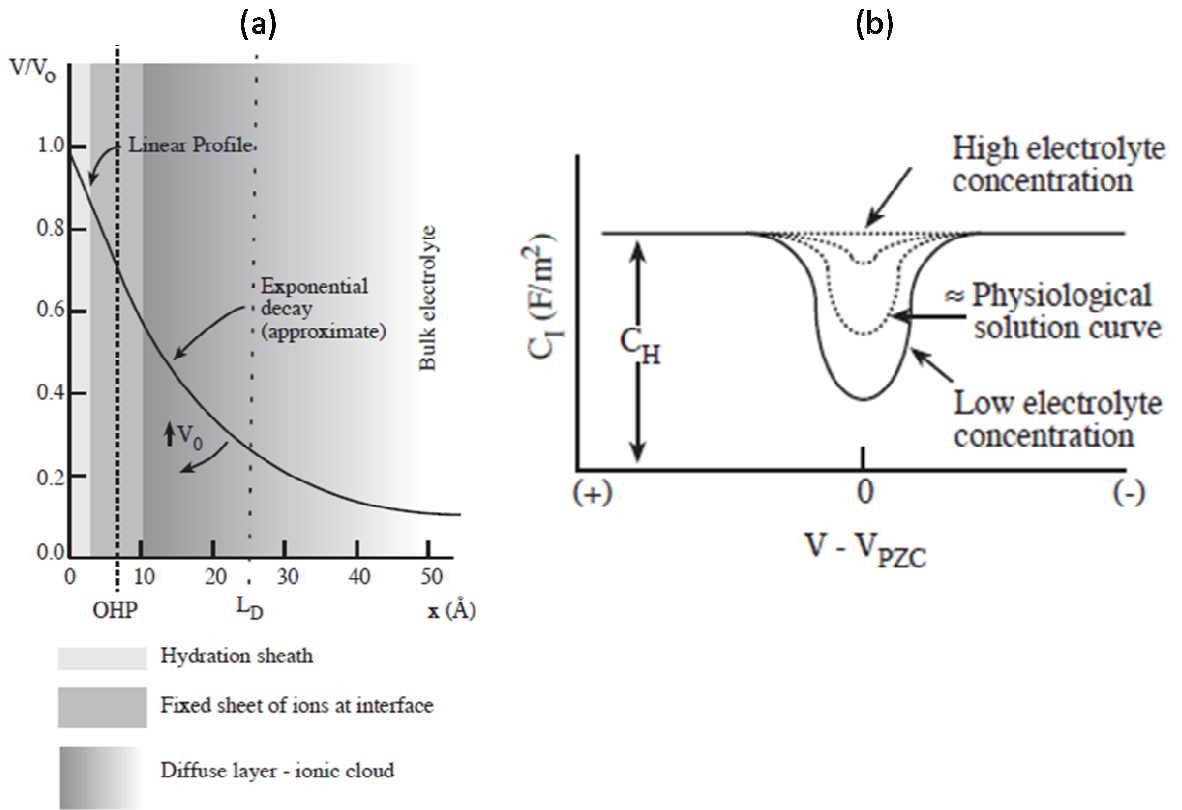 (a)
V/Vo
1.0
0.8
0.6
0.4
0.2
0.0
Linear Profile
Exponential
decay
(approximate)
Bulk electrolyte
V0
0 10 20 30 40 50
OHP
LD
x (Å)
Hydration sheath
Fixed sheet of ions at interface
Diffuse layer - ionic cloud
(b)
High electrolyte
concentration
CI (F/m2)
CH
≈ Physiological
solution curve
Low electrolyte
concentration
(+) 0 (-)
V - VPZC